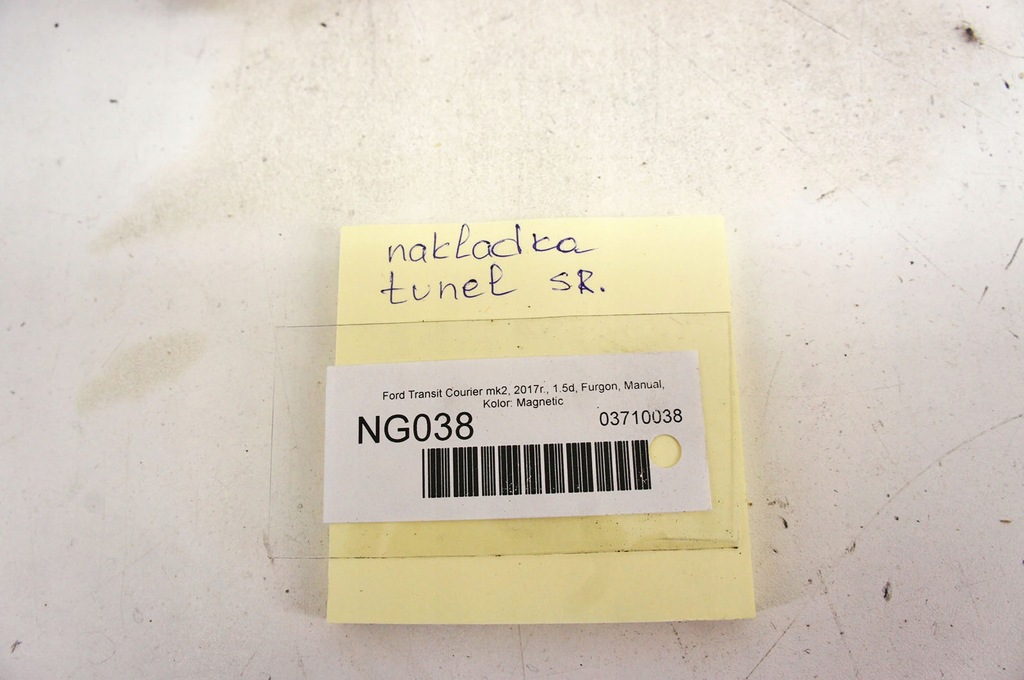 nakładka
tunel SR.
Ford Transit Courier mk2, 2017r., 1.5d, Furgon, Manual,
Kolor: Magnetic
NG038 03710038